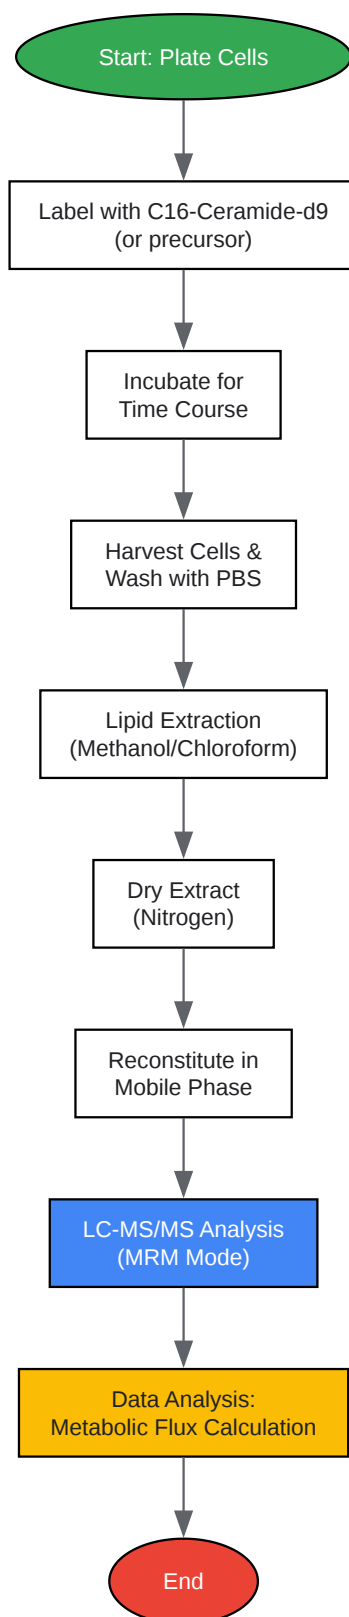 Start: Plate Cells
Label with C16-Ceramide-d9
(or precursor)
Incubate for
Time Course
Harvest Cells &
Wash with PBS
Lipid Extraction
(Methanol/Chloroform)
Dry Extract
(Nitrogen)
Reconstitute in
Mobile Phase
LC-MS/MS Analysis
(MRM Mode)
Data Analysis:
Metabolic Flux Calculation
End